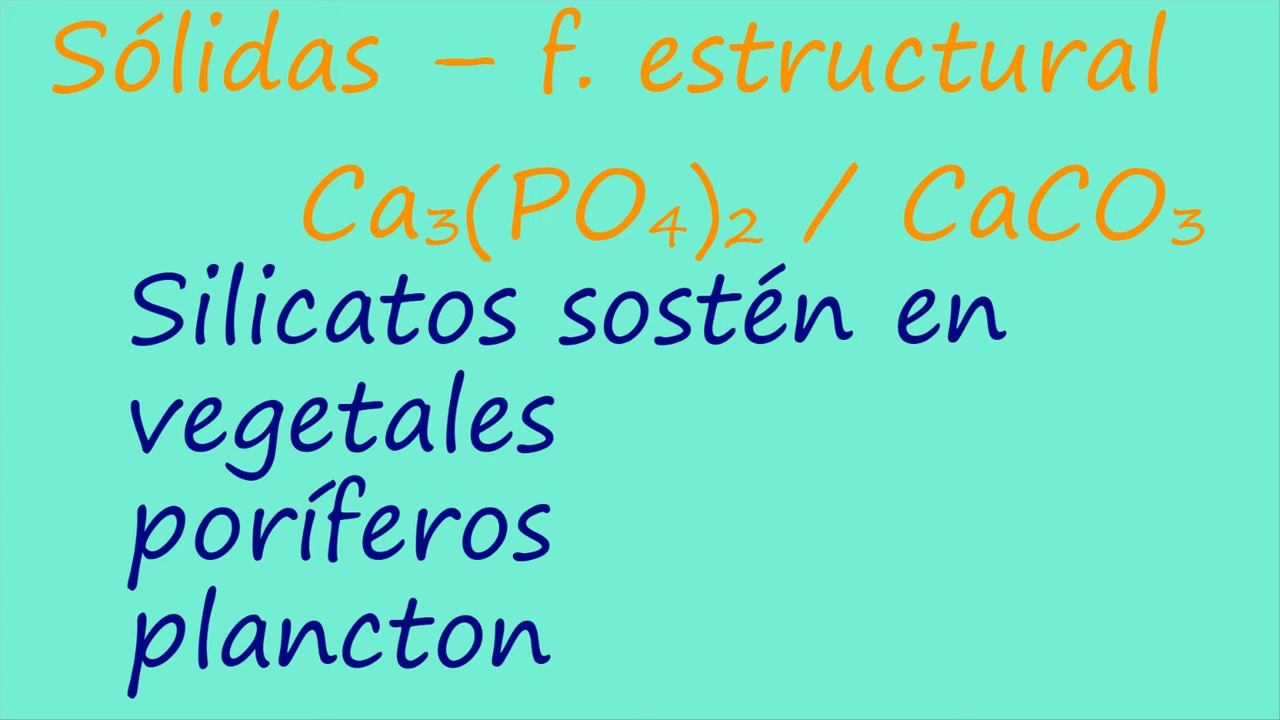 Sólidas – f. estructural
Ca₃(PO₄)₂ / CaCO₃
Silicatos sostén en
vegetales
poríferos
plancton